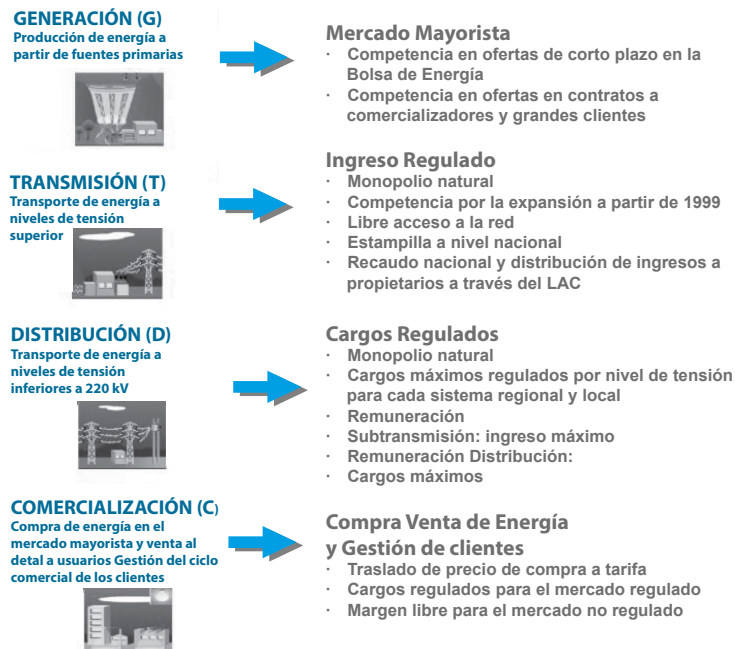 GENERACIÓN (G)
Producción de energía a
partir de fuentes primarias
Mercado Mayorista
· Competencia en ofertas de corto plazo en la
Bolsa de Energía
· Competencia en ofertas en contratos a
comercializadores y grandes clientes
TRANSMISIÓN (T)
Transporte de energía a
niveles de tensión
superior
Ingreso Regulado
· Monopolio natural
· Competencia por la expansión a partir de 1999
· Libre acceso a la red
· Estampilla a nivel nacional
· Recaudo nacional y distribución de ingresos a
propietarios a través del LAC
DISTRIBUCIÓN (D)
Transporte de energía a
niveles de tensión
inferiores a 220 kV
Cargos Regulados
· Monopolio natural
· Cargos máximos regulados por nivel de tensión
para cada sistema regional y local
· Remuneración
· Subtransmisión: ingreso máximo
· Remuneración Distribución:
· Cargos máximos
COMERCIALIZACIÓN (C)
Compra de energía en el
mercado mayorista y venta al
detal a usuarios Gestión del ciclo
comercial de los clientes
Compra Venta de Energía
y Gestión de clientes
· Traslado de precio de compra a tarifa
· Cargos regulados para el mercado regulado
· Margen libre para el mercado no regulado